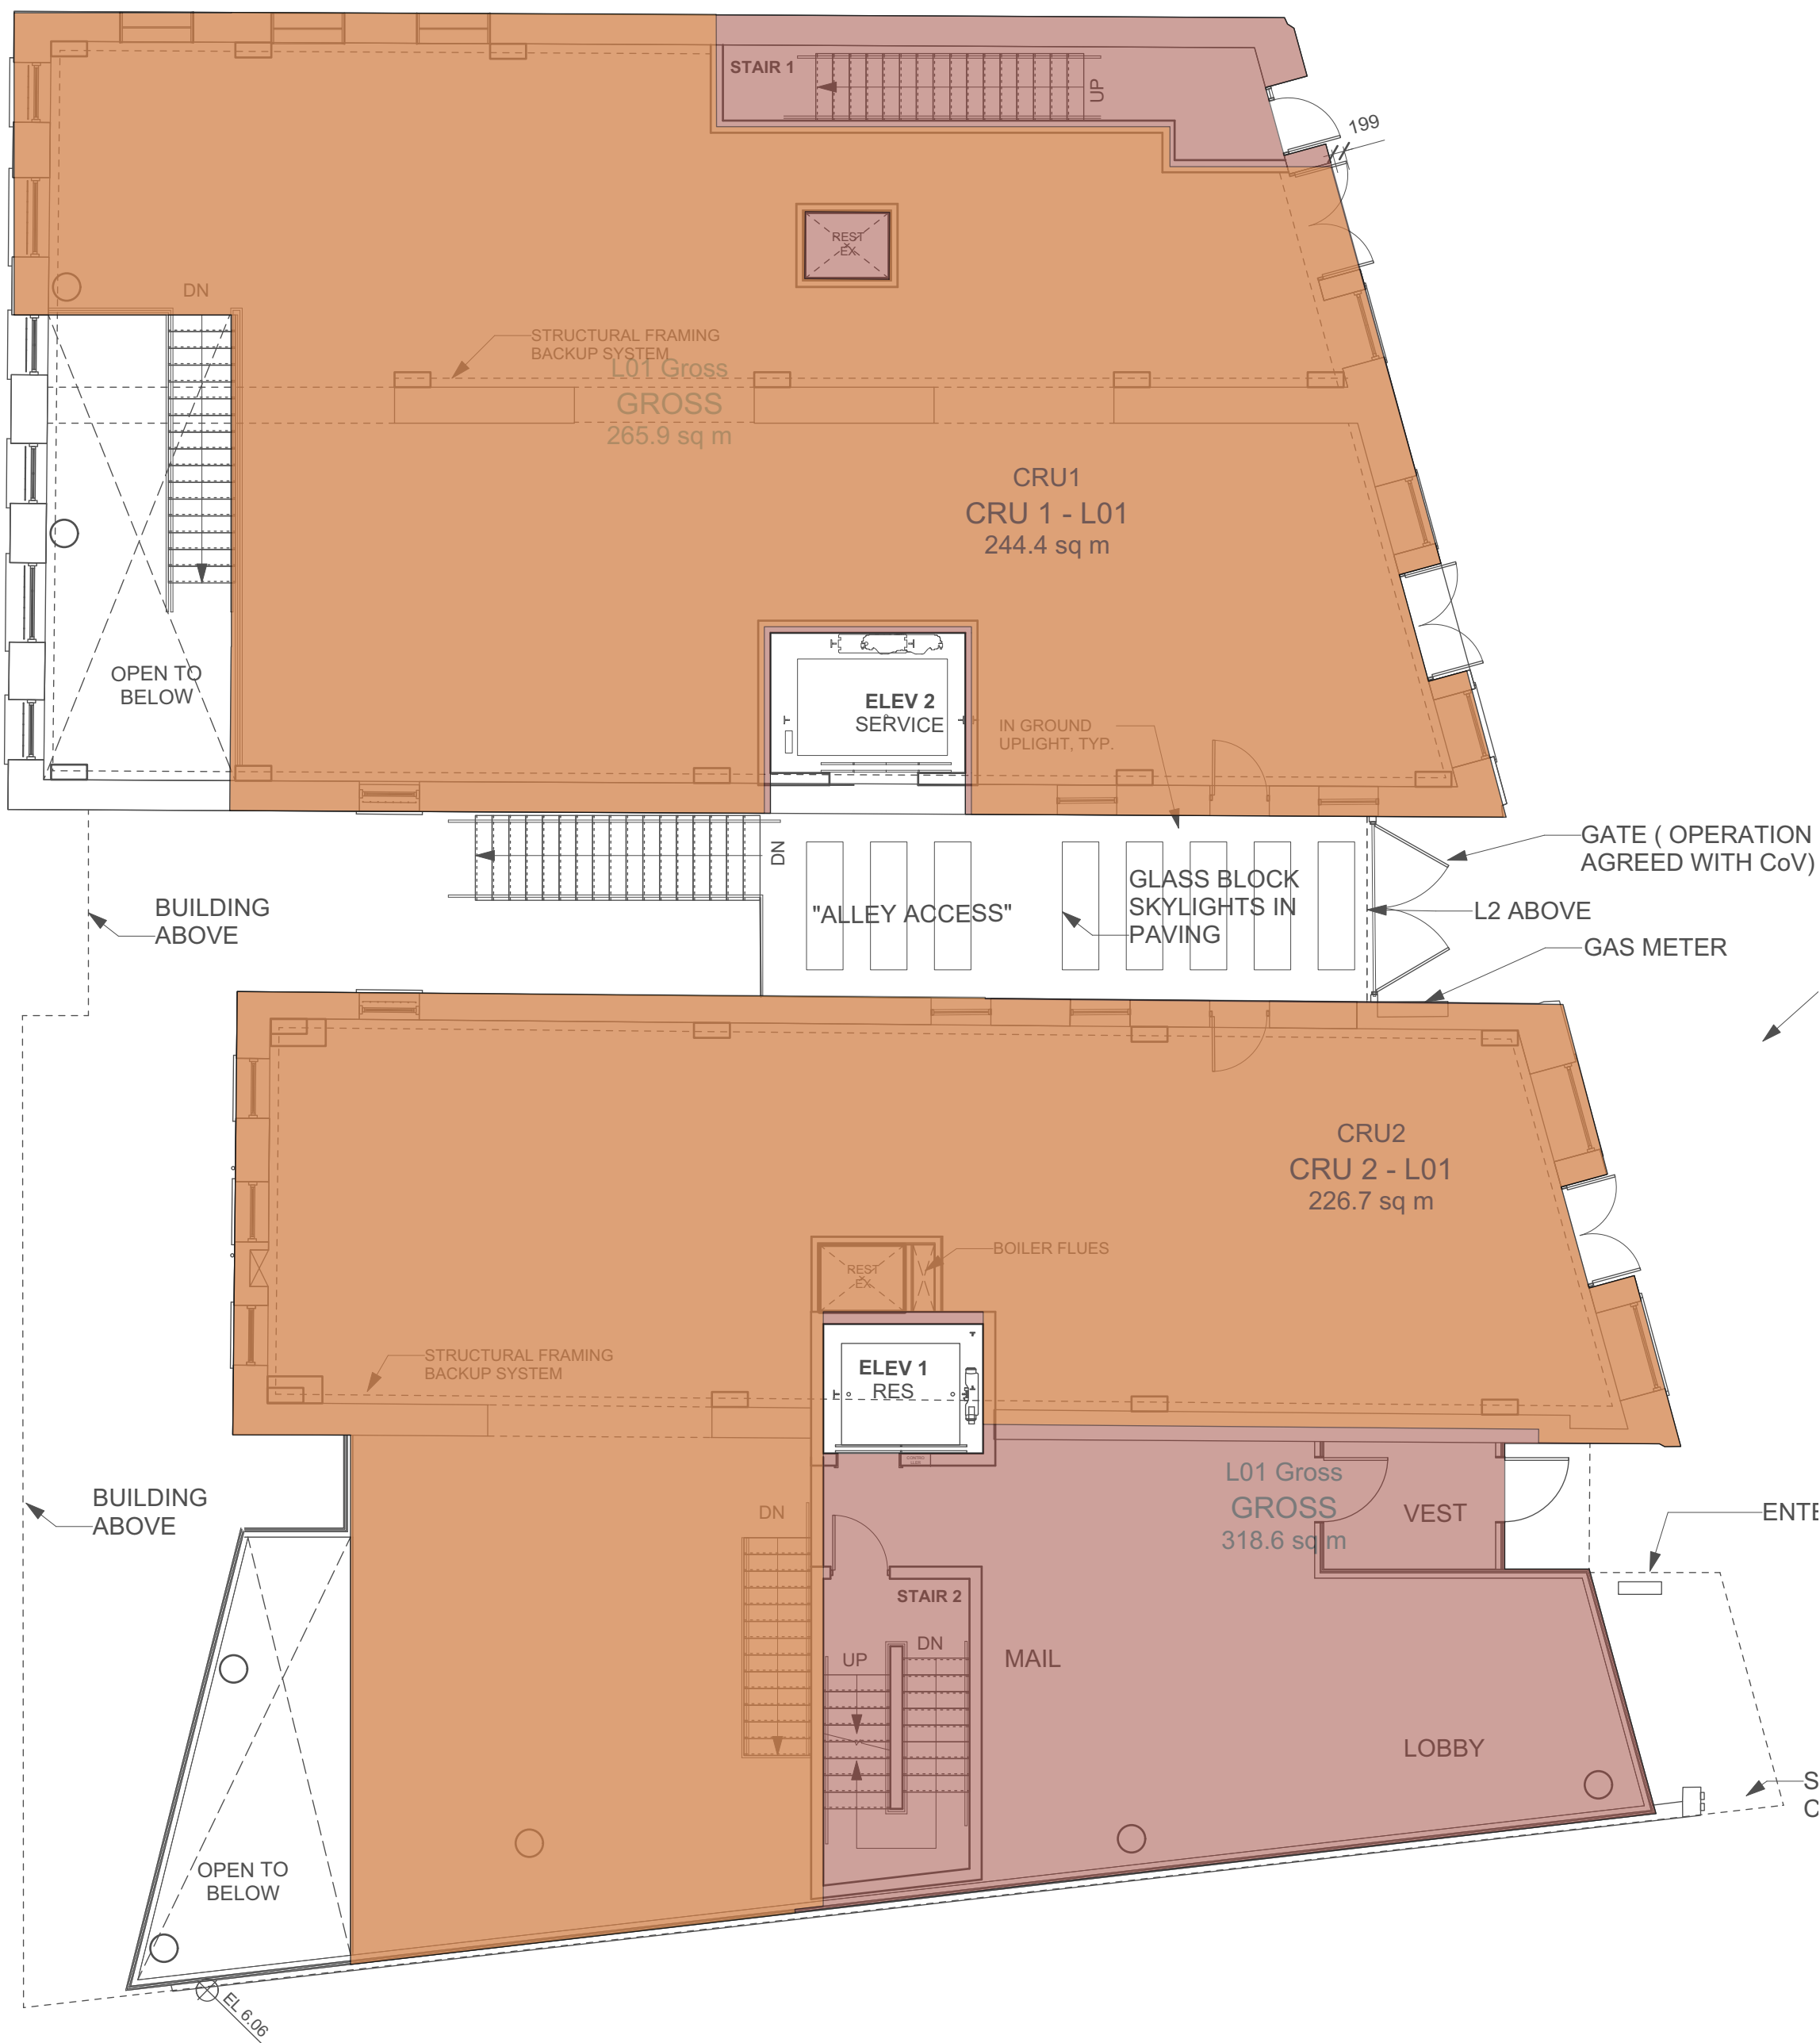 STAIR 1
UP
199
REST
EX
DN
STRUCTURAL FRAMING
BACKUP SYSTEM
L01 Gross
GROSS
265.9 sq m
CRU1
CRU 1 - L01
244.4 sq m
OPEN TO
BELOW
ELEV 2
SERVICE
IN GROUND
UPLIGHT, TYP.
DN
GATE ( OPERATION
AGREED WITH CoV)
GLASS BLOCK
SKYLIGHTS IN
PAVING
"ALLEY ACCESS"
L2 ABOVE
BUILDING
ABOVE
GAS METER
CRU2
CRU 2 - L01
226.7 sq m
BOILER FLUES
REST
EX
STRUCTURAL FRAMING
BACKUP SYSTEM
ELEV 1
RES
L01 Gross
GROSS
318.6 sq m
VEST
BUILDING
ABOVE
DN
ENTE
STAIR 2
UP
DN
MAIL
LOBBY
S
C
OPEN TO
BELOW
EL 6.06